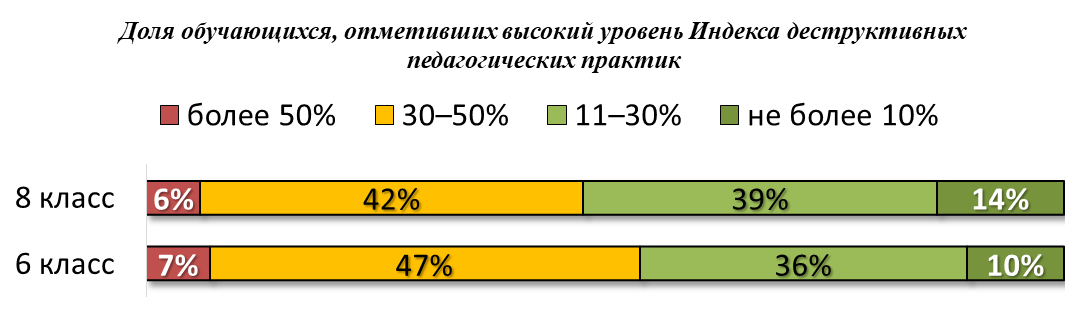 Доля обучающихся, отметивших высокий уровень Индекса деструктивных
педагогических практик
более 50% 30–50% 11–30% не более 10%
8 класс 6% 42% 39% 14%
6 класс 7% 47% 36% 10%